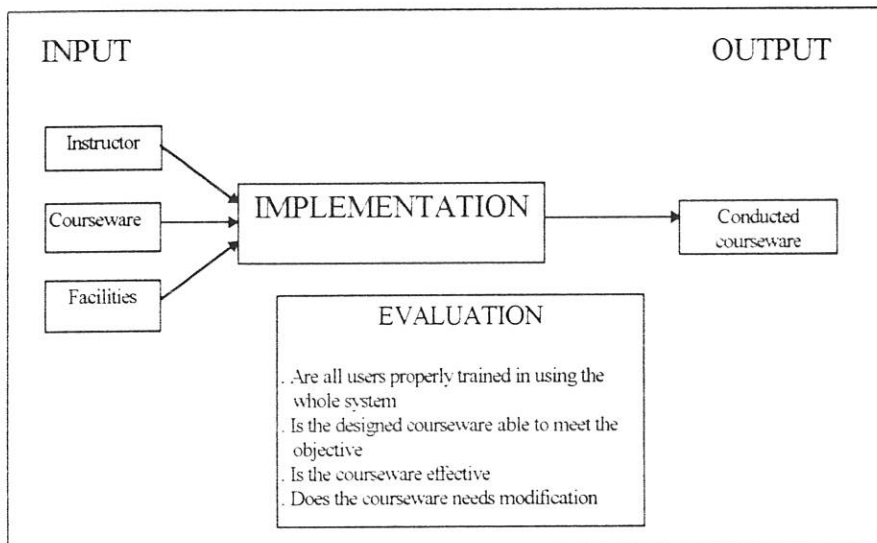 INPUT
OUTPUT
Instructor
Courseware
Facilities
IMPLEMENTATION
Conducted
courseware
EVALUATION
. Are all users properly trained in using the
whole system
. Is the designed courseware able to meet the
objective
. Is the courseware effective
. Does the courseware needs modification